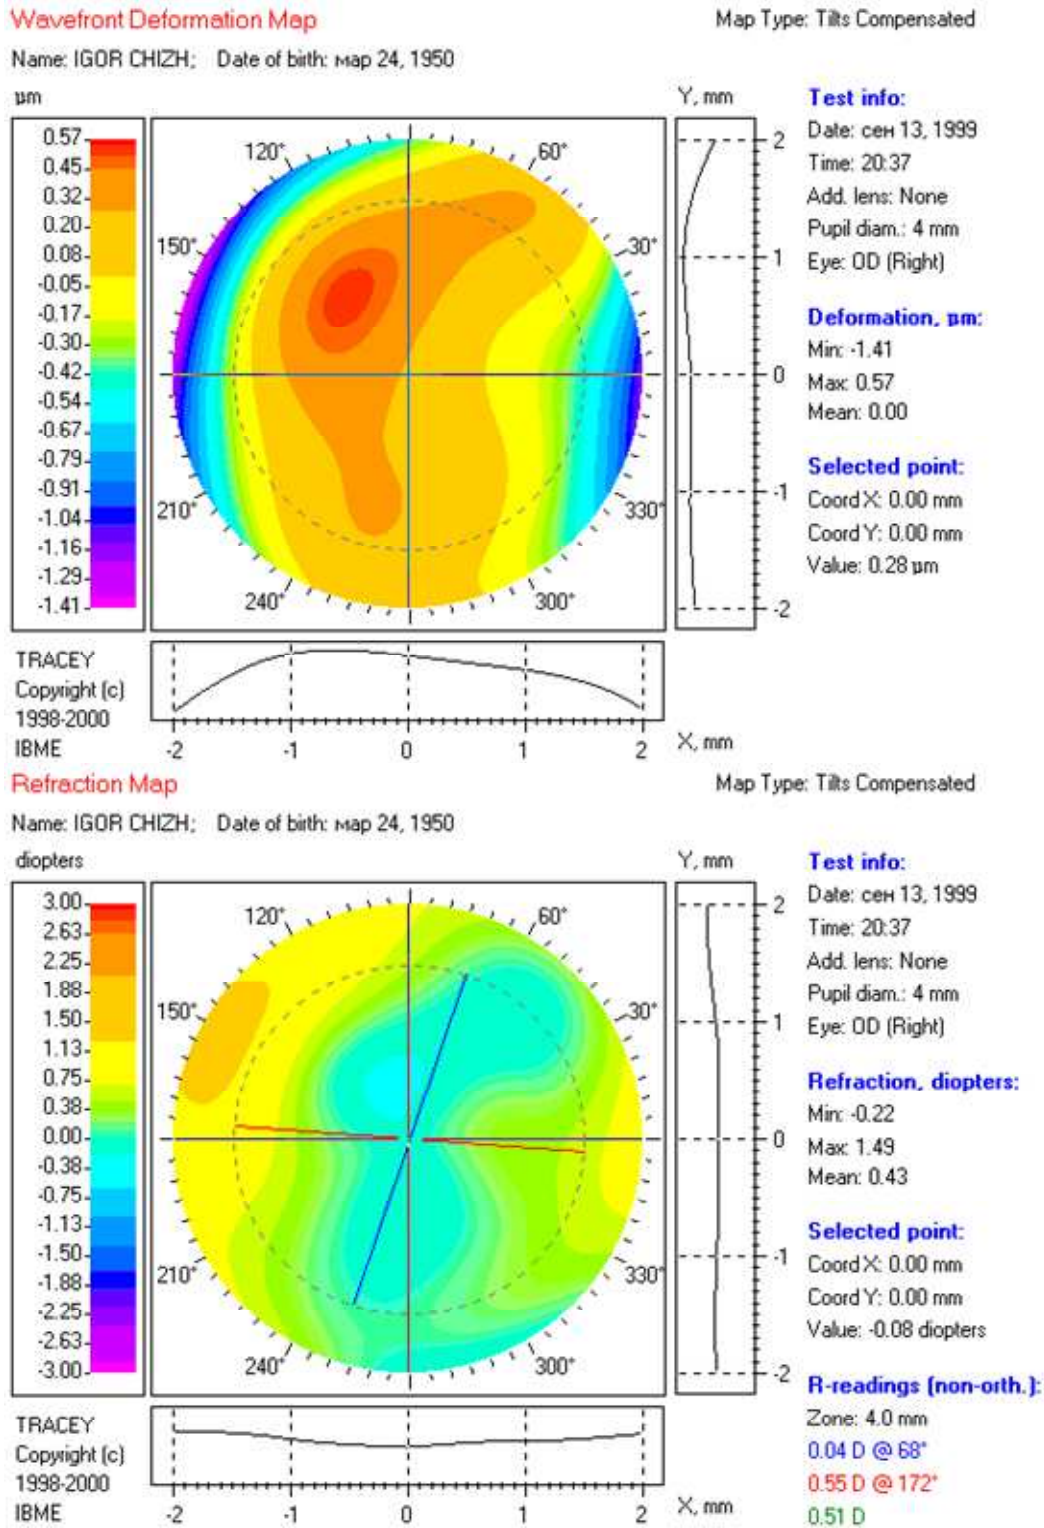 Wavefront Deformation Map
Map Type: Tilts Compensated
Name: IGOR CHIZH; Date of birth: мар 24, 1950
µm
Y, mm
Test info:
Date: сен 13, 1999
Time: 20:37
Add. lens: None
Pupil diam.: 4 mm
Eye: OD (Right)
Deformation, µm:
Min: -1.41
Max: 0.57
Mean: 0.00
Selected point:
Coord X: 0.00 mm
Coord Y: 0.00 mm
Value: 0.28 µm
0.57
0.45
0.32
0.20
0.08
-0.05
-0.17
-0.30
-0.42
-0.54
-0.67
-0.79
-0.91
-1.04
-1.16
-1.29
-1.41
120°
60°
150°
30°
210°
330°
240°
300°
2
1
0
-1
-2
TRACEY
Copyright (c)
1998-2000
IBME
-2 -1 0 1 2
X, mm
Refraction Map
Map Type: Tilts Compensated
Name: IGOR CHIZH; Date of birth: мар 24, 1950
diopters
Y, mm
Test info:
Date: сен 13, 1999
Time: 20:37
Add. lens: None
Pupil diam.: 4 mm
Eye: OD (Right)
Refraction, diopters:
Min: -0.22
Max: 1.49
Mean: 0.43
Selected point:
Coord X: 0.00 mm
Coord Y: 0.00 mm
Value: -0.08 diopters
R-readings (non-orth.):
Zone: 4.0 mm
0.04 D @ 68°
0.55 D @ 172°
0.51 D
3.00
2.63
2.25
1.88
1.50
1.13
0.75
0.38
0.00
-0.38
-0.75
-1.13
-1.50
-1.88
-2.25
-2.63
-3.00
120°
60°
150°
30°
210°
330°
240°
300°
2
1
0
-1
-2
TRACEY
Copyright (c)
1998-2000
IBME
-2 -1 0 1 2
X, mm